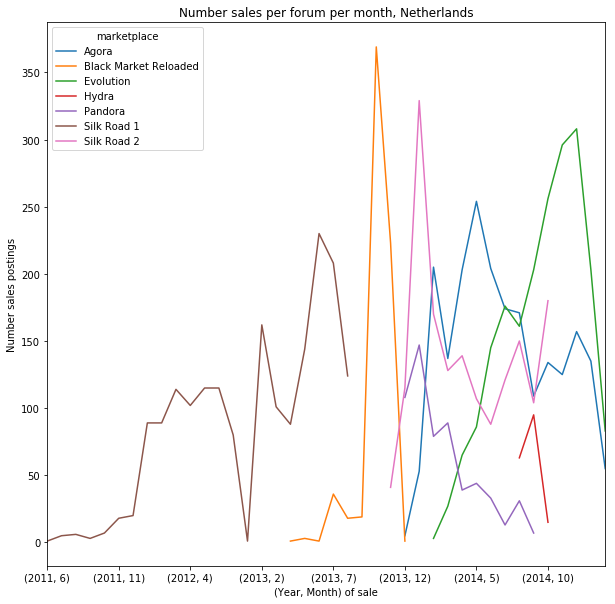 Number sales per forum per month, Netherlands
marketplace
Agora
Black Market Reloaded
Evolution
Hydra
Pandora
Silk Road 1
Silk Road 2
Number sales postings
350
300
250
200
150
100
50
0
(2011, 6) (2011, 11) (2012, 4) (2013, 2) (2013, 7) (2013, 12) (2014, 5) (2014, 10)
(Year, Month) of sale